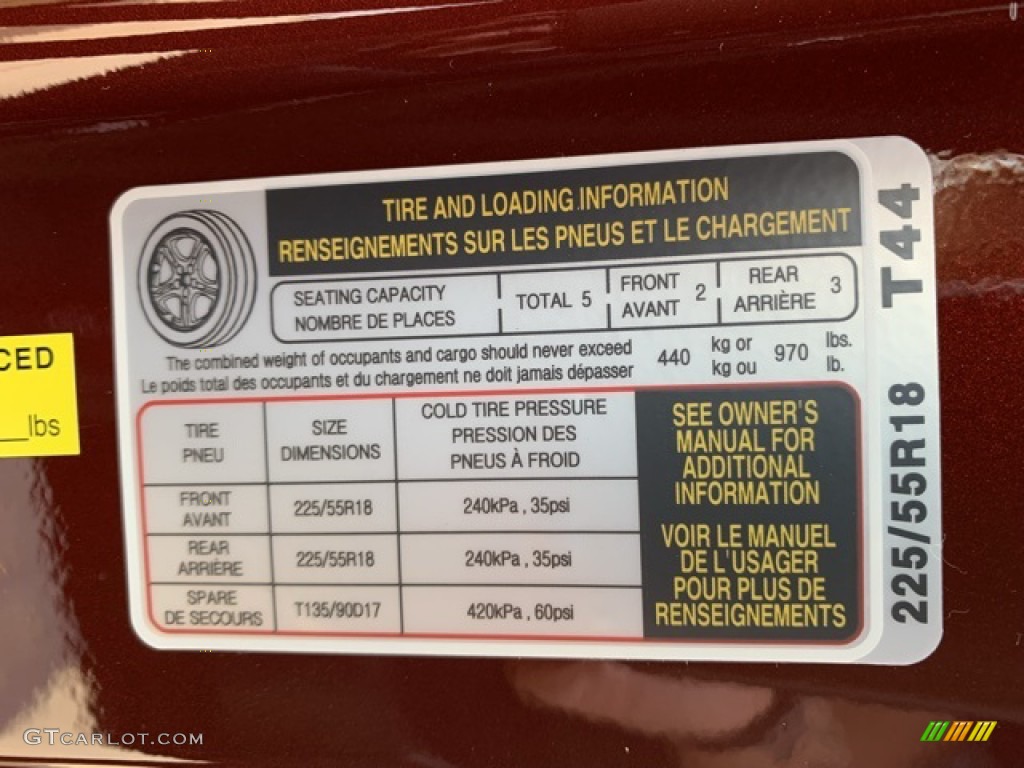 TIRE AND LOADING INFORMATION
RENSEIGNEMENTS SUR LES PNEUS ET LE CHARGEMENT
SEATING CAPACITY
NOMBRE DE PLACES
TOTAL 5
FRONT
AVANT 2
REAR
ARRIÈRE 3
The combined weight of occupants and cargo should never exceed
Le poids total des occupants et du chargement ne doit jamais dépasser
440
kg or
kg ou
970
lbs.
lb.
TIRE
PNEU
SIZE
DIMENSIONS
COLD TIRE PRESSURE
PRESSION DES
PNEUS À FROID
FRONT
AVANT
225/55R18
240kPa , 35psi
REAR
ARRIÈRE
225/55R18
240kPa , 35psi
SPARE
DE SECOURS
T135/90D17
420kPa , 60psi
SEE OWNER'S
MANUAL FOR
ADDITIONAL
INFORMATION
VOIR LE MANUEL
DE L'USAGER
POUR PLUS DE
RENSEIGNEMENTS
225/55R18 T44
CED
__lbs
GTCARLOT.COM